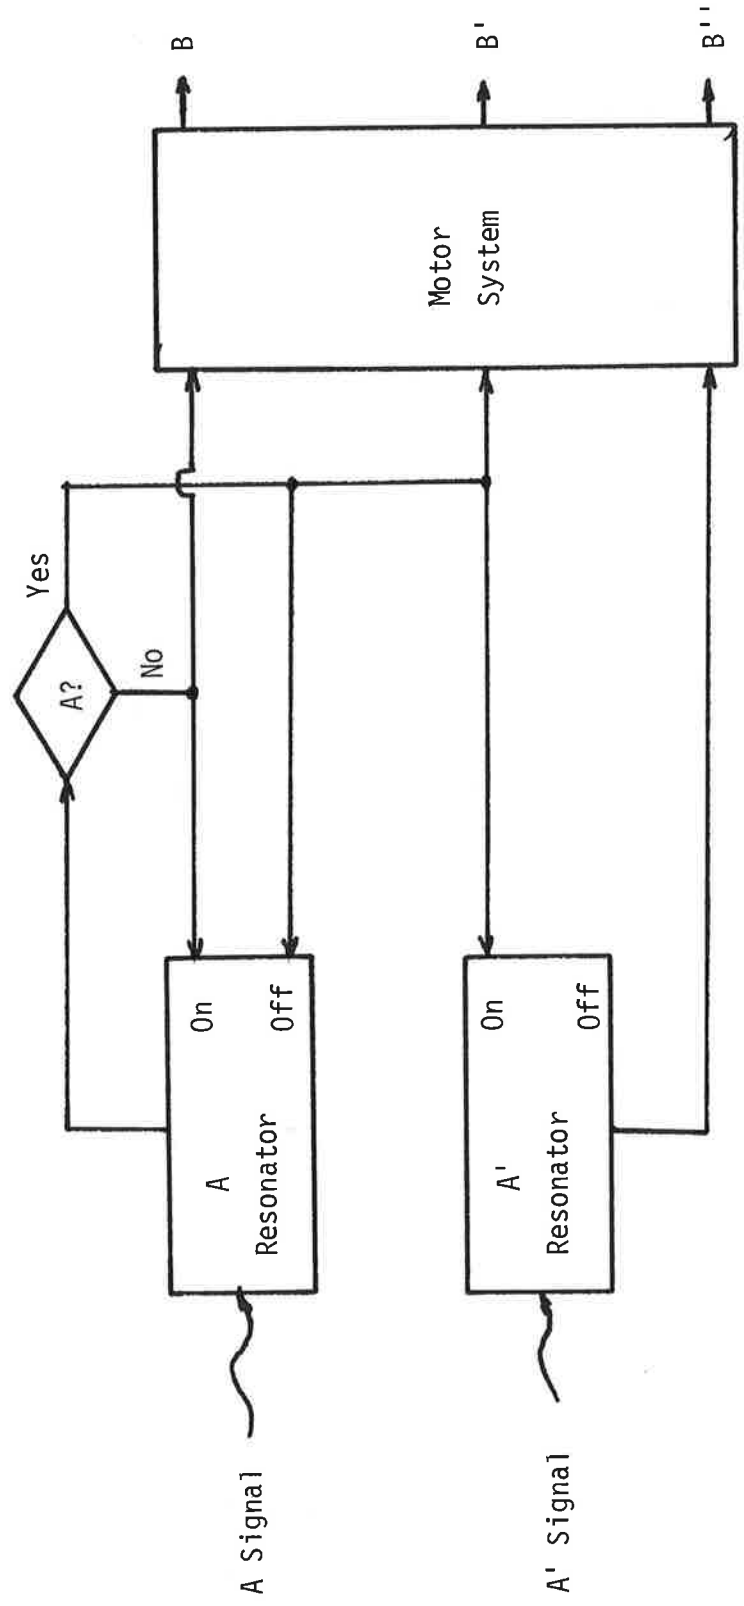 Yes
A?
No
B
A Signal
A
Resonator
On
Off
Motor
System
B'
A' Signal
A'
Resonator
On
Off
B''